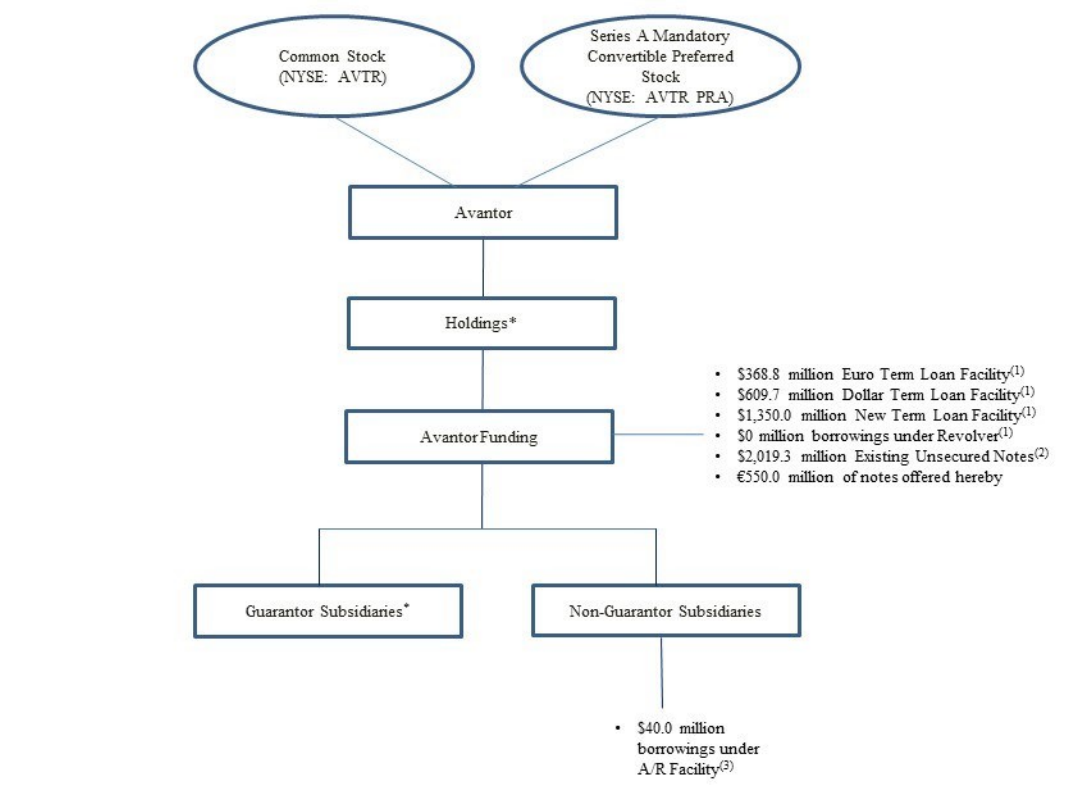 Common Stock
(NYSE: AVTR)
Series A Mandatory
Convertible Preferred
Stock
(NYSE: AVTR PRA)
Avantor
Holdings*
Avantor Funding
• $368.8 million Euro Term Loan Facility(1)
• $609.7 million Dollar Term Loan Facility(1)
• $1,350.0 million New Term Loan Facility(1)
• $0 million borrowings under Revolver(1)
• $2,019.3 million Existing Unsecured Notes(2)
• €550.0 million of notes offered hereby
Guarantor Subsidiaries*
Non-Guarantor Subsidiaries
• $40.0 million
borrowings under
A/R Facility(3)